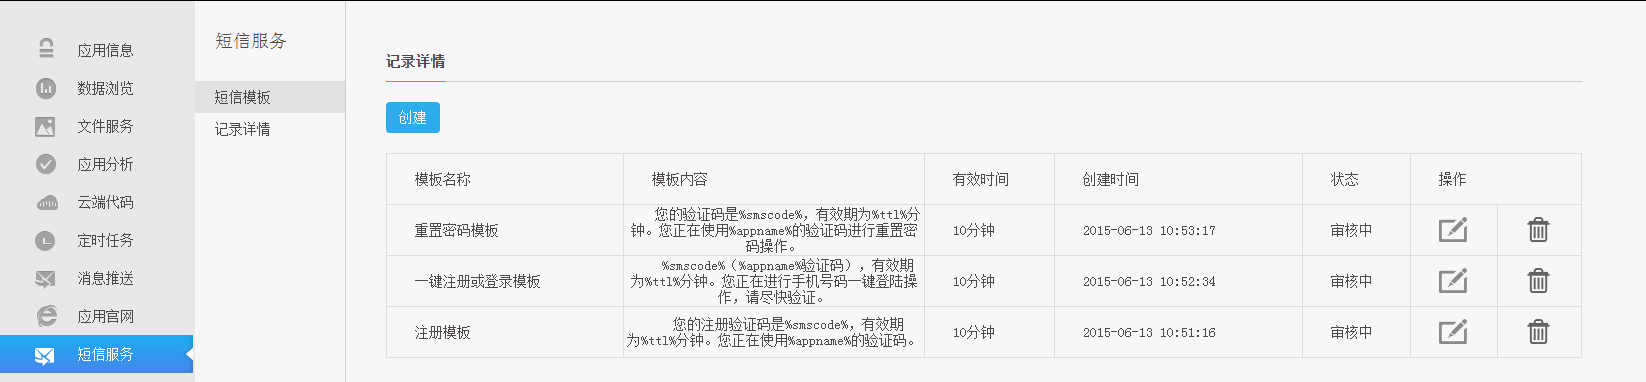 应用信息
数据浏览
文件服务
应用分析
云端代码
定时任务
消息推送
应用官网
短信服务
短信服务
短信模板
记录详情
记录详情
创建
模板名称 模板内容 有效时间 创建时间 状态 操作
重置密码模板 您的验证码是%smscode%，有效期为%ttl%分
钟。您正在使用%appname%的验证码进行重置密
码操作。 10分钟 2015-06-13 10:53:17 审核中
一键注册或登录模板 %smscode%（%appname%验证码），有效期
为%ttl%分钟。您正在进行手机号码一键登陆操
作，请尽快验证。 10分钟 2015-06-13 10:52:34 审核中
注册模板 您的注册验证码是%smscode%，有效期
为%ttl%分钟。您正在使用%appname%的验证码。 10分钟 2015-06-13 10:51:16 审核中